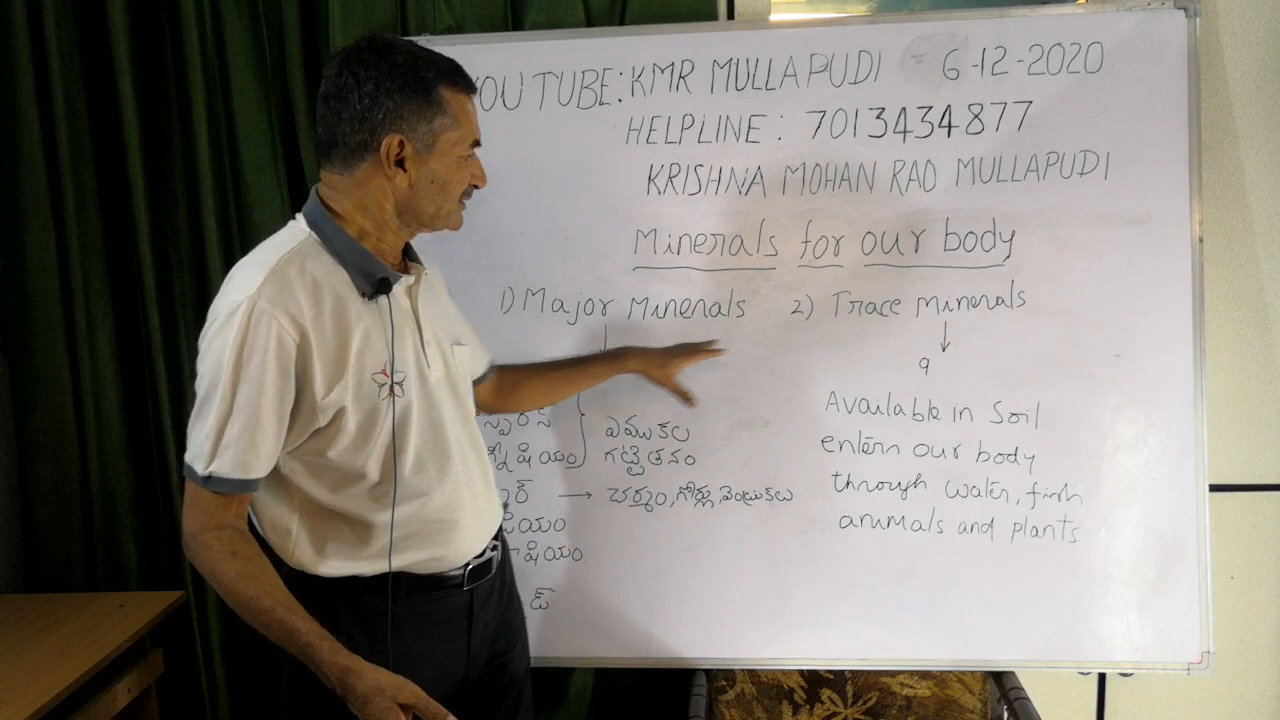 YOU TUBE: KMR MULLAPUDI 6-12-2020
HELPLINE: 7013434877
KRISHNA MOHAN RAO MULLAPUDI
Minerals for our body
1) Major Minerals 2) Trace minerals
9
Available in Soil
enters our body
through water, fish
animals and plants
ఎముకల
గట్టితనం
→ చర్మం, గోర్లు, వెంట్రుకలు